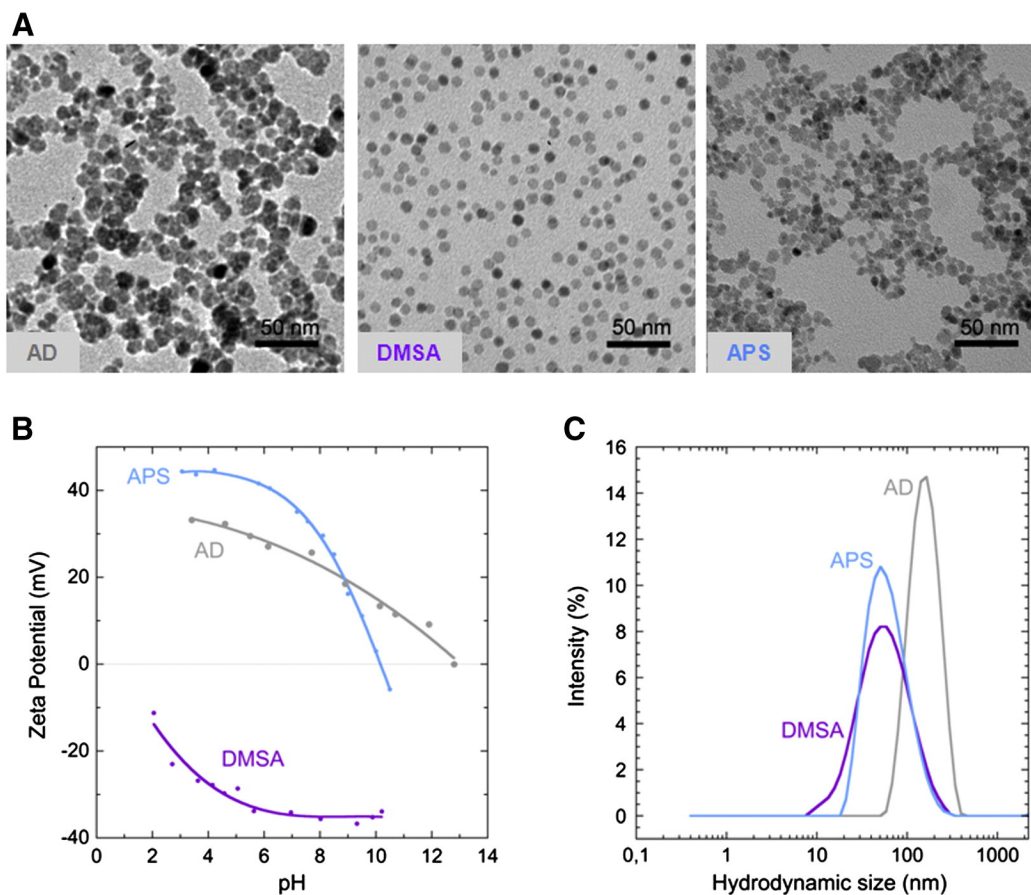 A
50 nm
AD
50 nm
DMSA
50 nm
APS
B
APS
AD
DMSA
Zeta Potential (mV)
40
20
0
-20
-40
0
2
4
6
8
10
12
14
pH
C
AD
APS
DMSA
Intensity (%)
16
14
12
10
8
6
4
2
0
0,1
1
10
100
1000
Hydrodynamic size (nm)